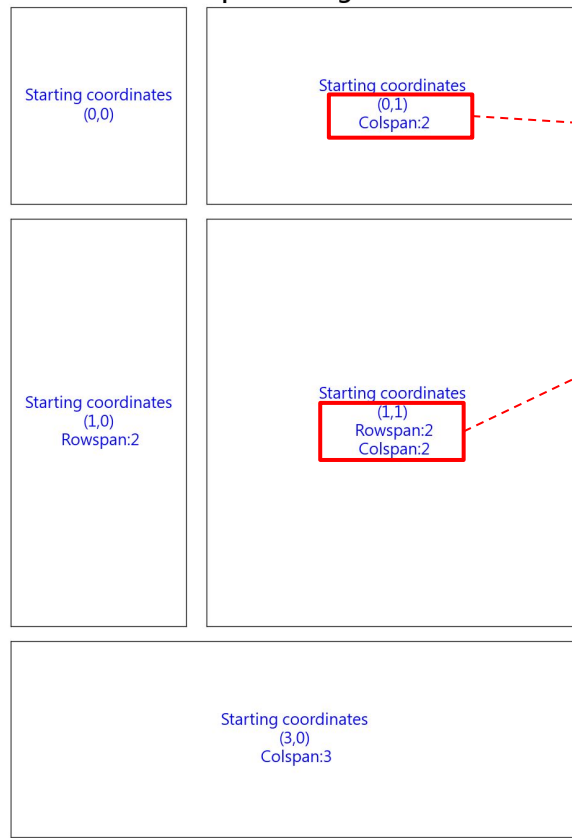 Starting coordinates
(0,0)
Starting coordinates
(0,1)
Colspan:2
Starting coordinates
(1,0)
Rowspan:2
Starting coordinates
(1,1)
Rowspan:2
Colspan:2
Starting coordinates
(3,0)
Colspan:3